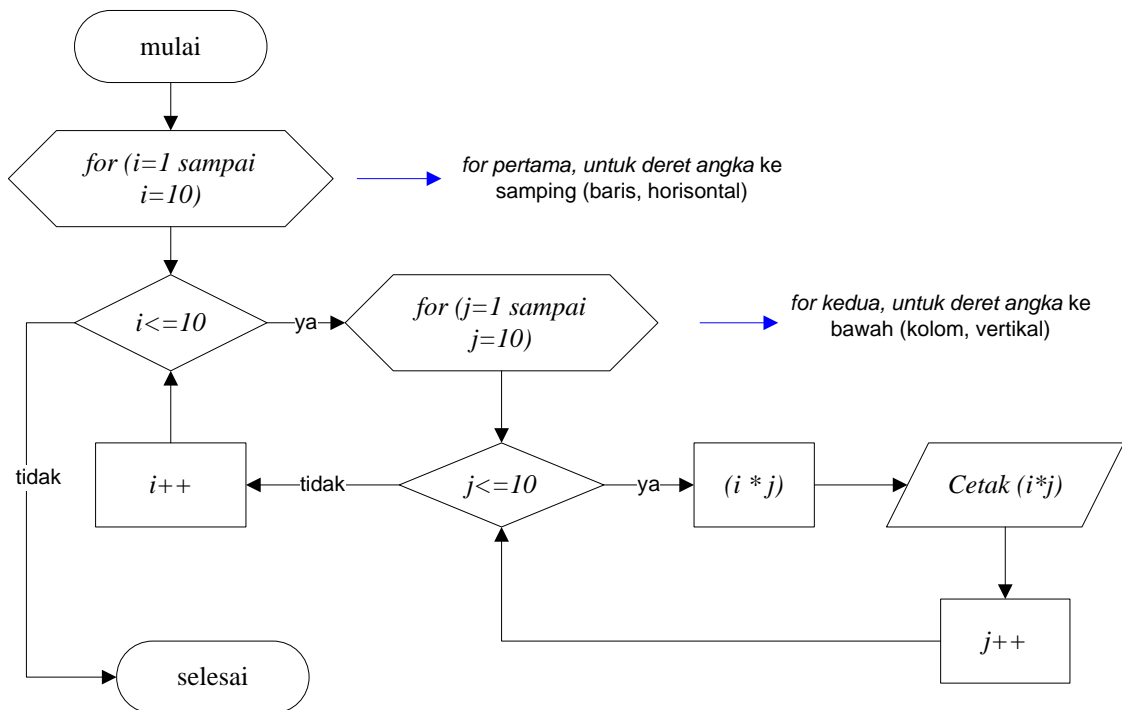 mulai
for (i=1 sampai
i=10)
for pertama, untuk deret angka ke
samping (baris, horisontal)
i<=10
ya
for (j=1 sampai
j=10)
for kedua, untuk deret angka ke
bawah (kolom, vertikal)
tidak
i++
tidak
j<=10
ya
(i * j)
Cetak (i*j)
j++
selesai